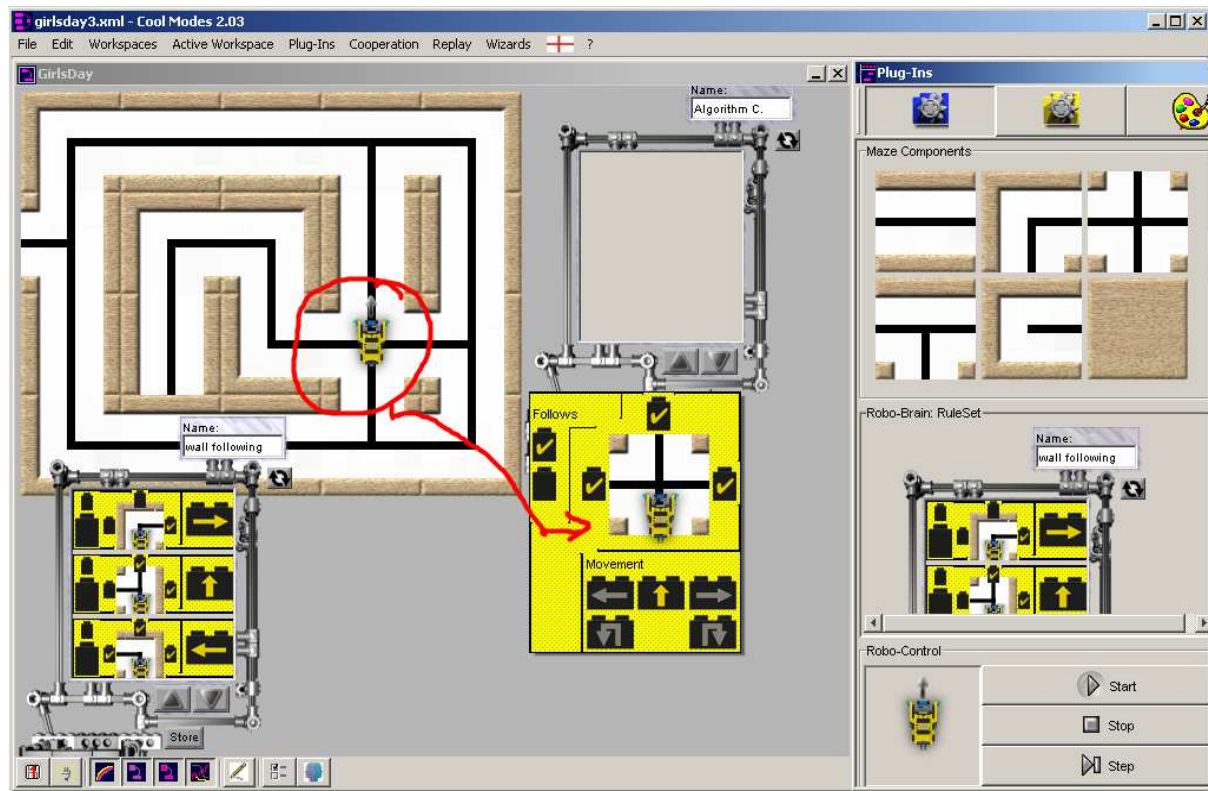 girlsday3.xml - Cool Modes 2.03
File Edit Workspaces Active Workspace Plug-Ins Cooperation Replay Wizards ?
GirlsDay
Name:
Algorithm C.
Name:
wall following
Store
Follows
Movement
Plug-Ins
Maze Components
Robo-Brain: RuleSet
Name:
wall following
Robo-Control
Start
Stop
Step